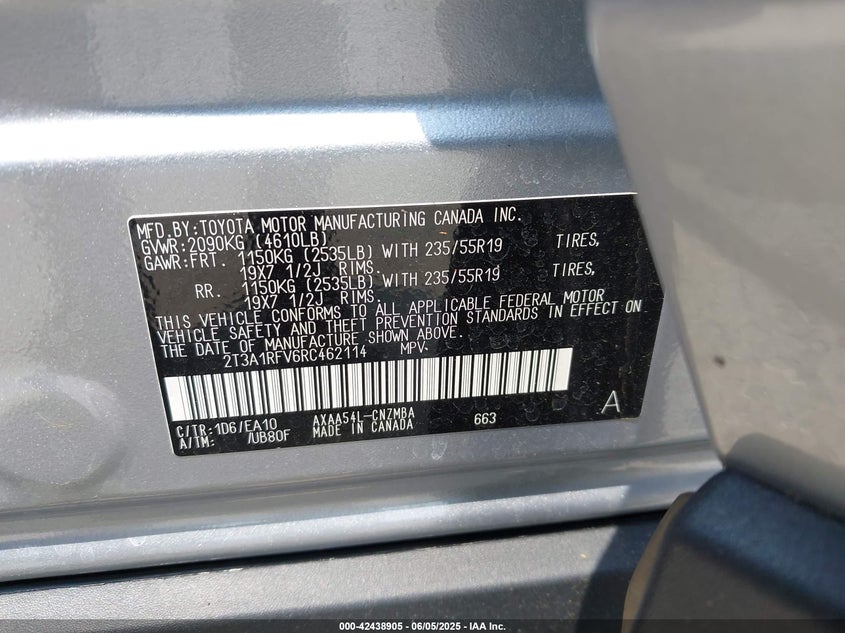 MFD.BY:TOYOTA MOTOR MANUFACTURING CANADA INC.
GVWR:2090KG (4610LB)
GAWR:FRT. 1150KG (2535LB) WITH 235/55R19 TIRES,
19X7 1/2J RIMS.
RR. 1150KG (2535LB) WITH 235/55R19 TIRES,
19X7 1/2J RIMS.
THIS VEHICLE CONFORMS TO ALL APPLICABLE FEDERAL MOTOR
VEHICLE SAFETY AND THEFT PREVENTION STANDARDS IN EFFECT ON
THE DATE OF MANUFACTURE SHOWN ABOVE.
2T3A1RFV6RC462114 MPV.
C/TR:1D6/EA10 AXAA54L-CNZMBA 663 A
A/TM: /UB80F MADE IN CANADA
000-42438905 - 06/05/2025 - IAA Inc.